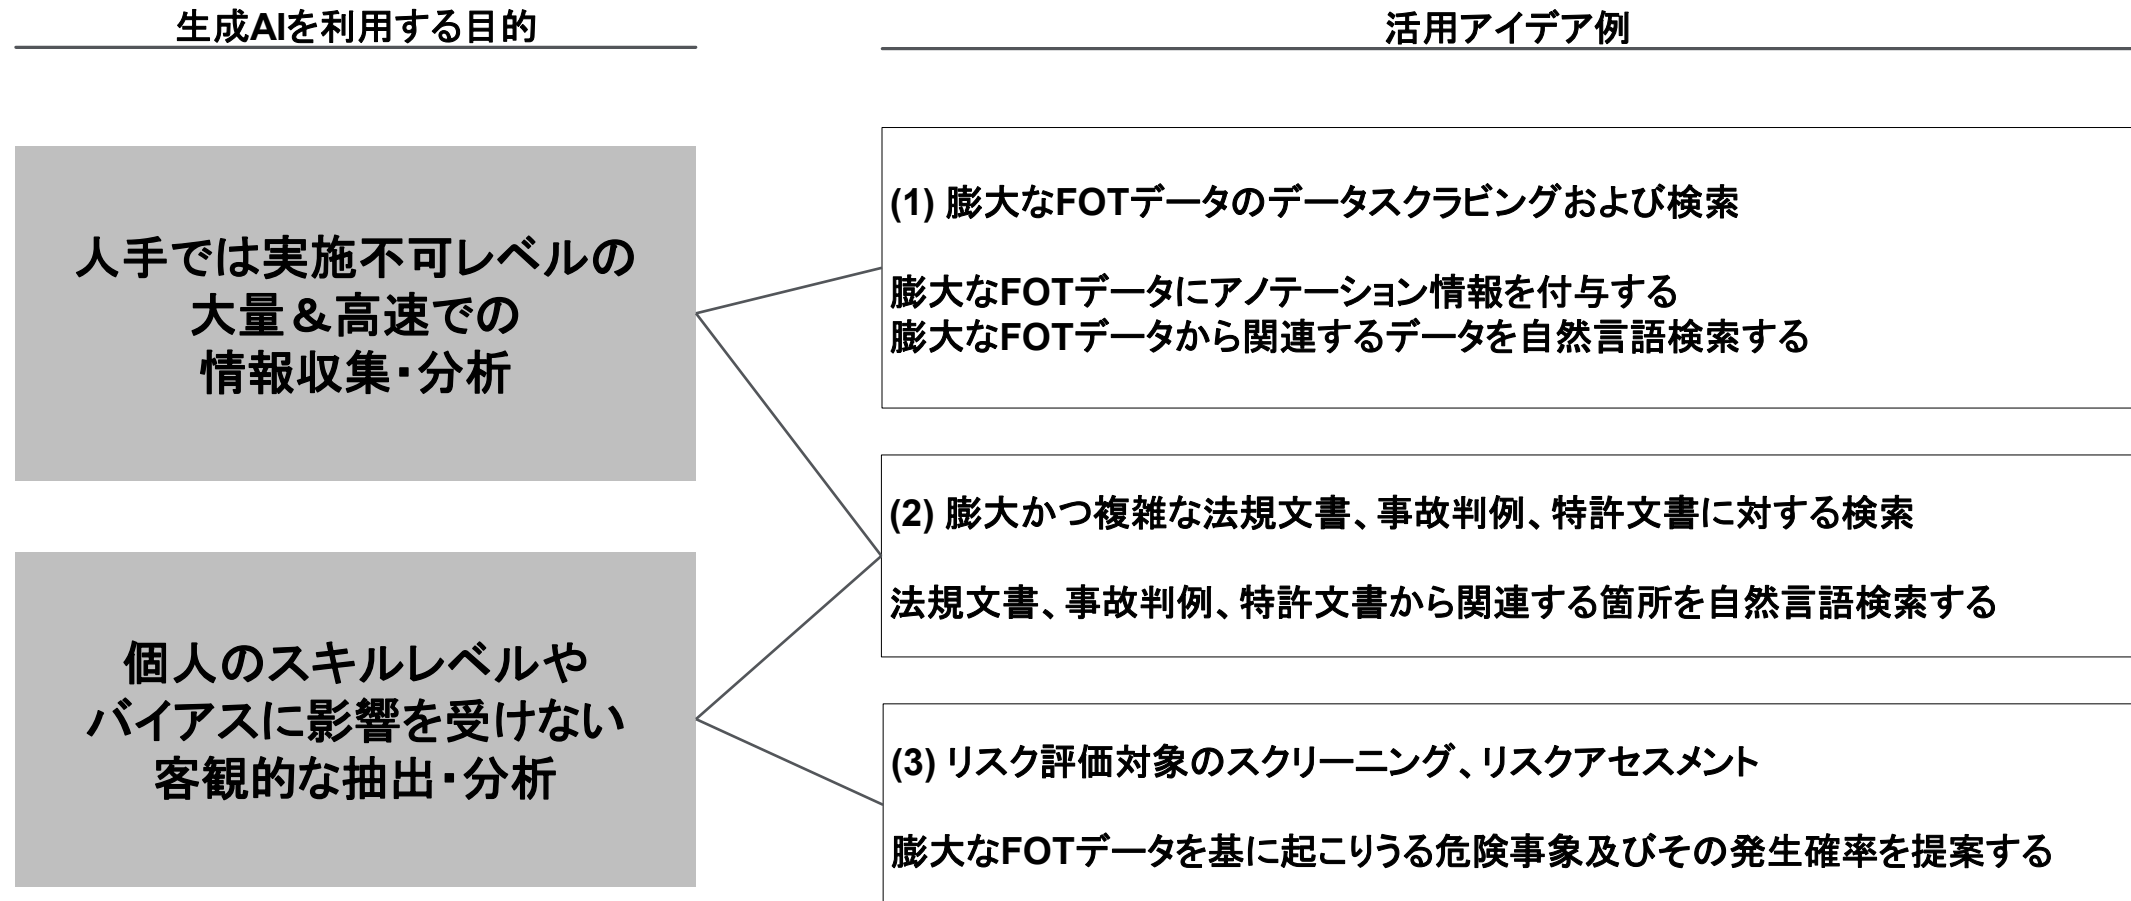 生成AIを利用する目的
活用アイデア例
人手では実施不可レベルの
大量＆高速での
情報収集・分析
個人のスキルレベルや
バイアスに影響を受けない
客観的な抽出・分析
(1) 膨大なFOTデータのデータスクラビングおよび検索
膨大なFOTデータにアノテーション情報を付与する
膨大なFOTデータから関連するデータを自然言語検索する
(2) 膨大かつ複雑な法規文書、事故判例、特許文書に対する検索
法規文書、事故判例、特許文書から関連する箇所を自然言語検索する
(3) リスク評価対象のスクリーニング、リスクアセスメント
膨大なFOTデータを基に起こりうる危険事象及びその発生確率を提案する